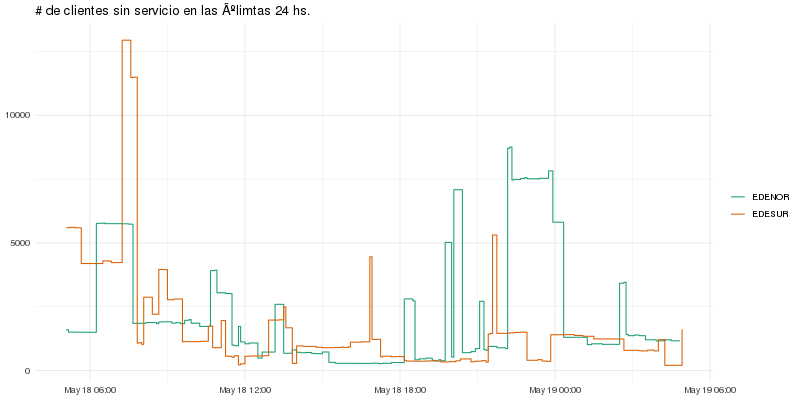 # de clientes sin servicio en las Ãºlimtas 24 hs.
10000
5000
0
May 18 06:00
May 18 12:00
May 18 18:00
May 19 00:00
May 19 06:00
EDENOR
EDESUR